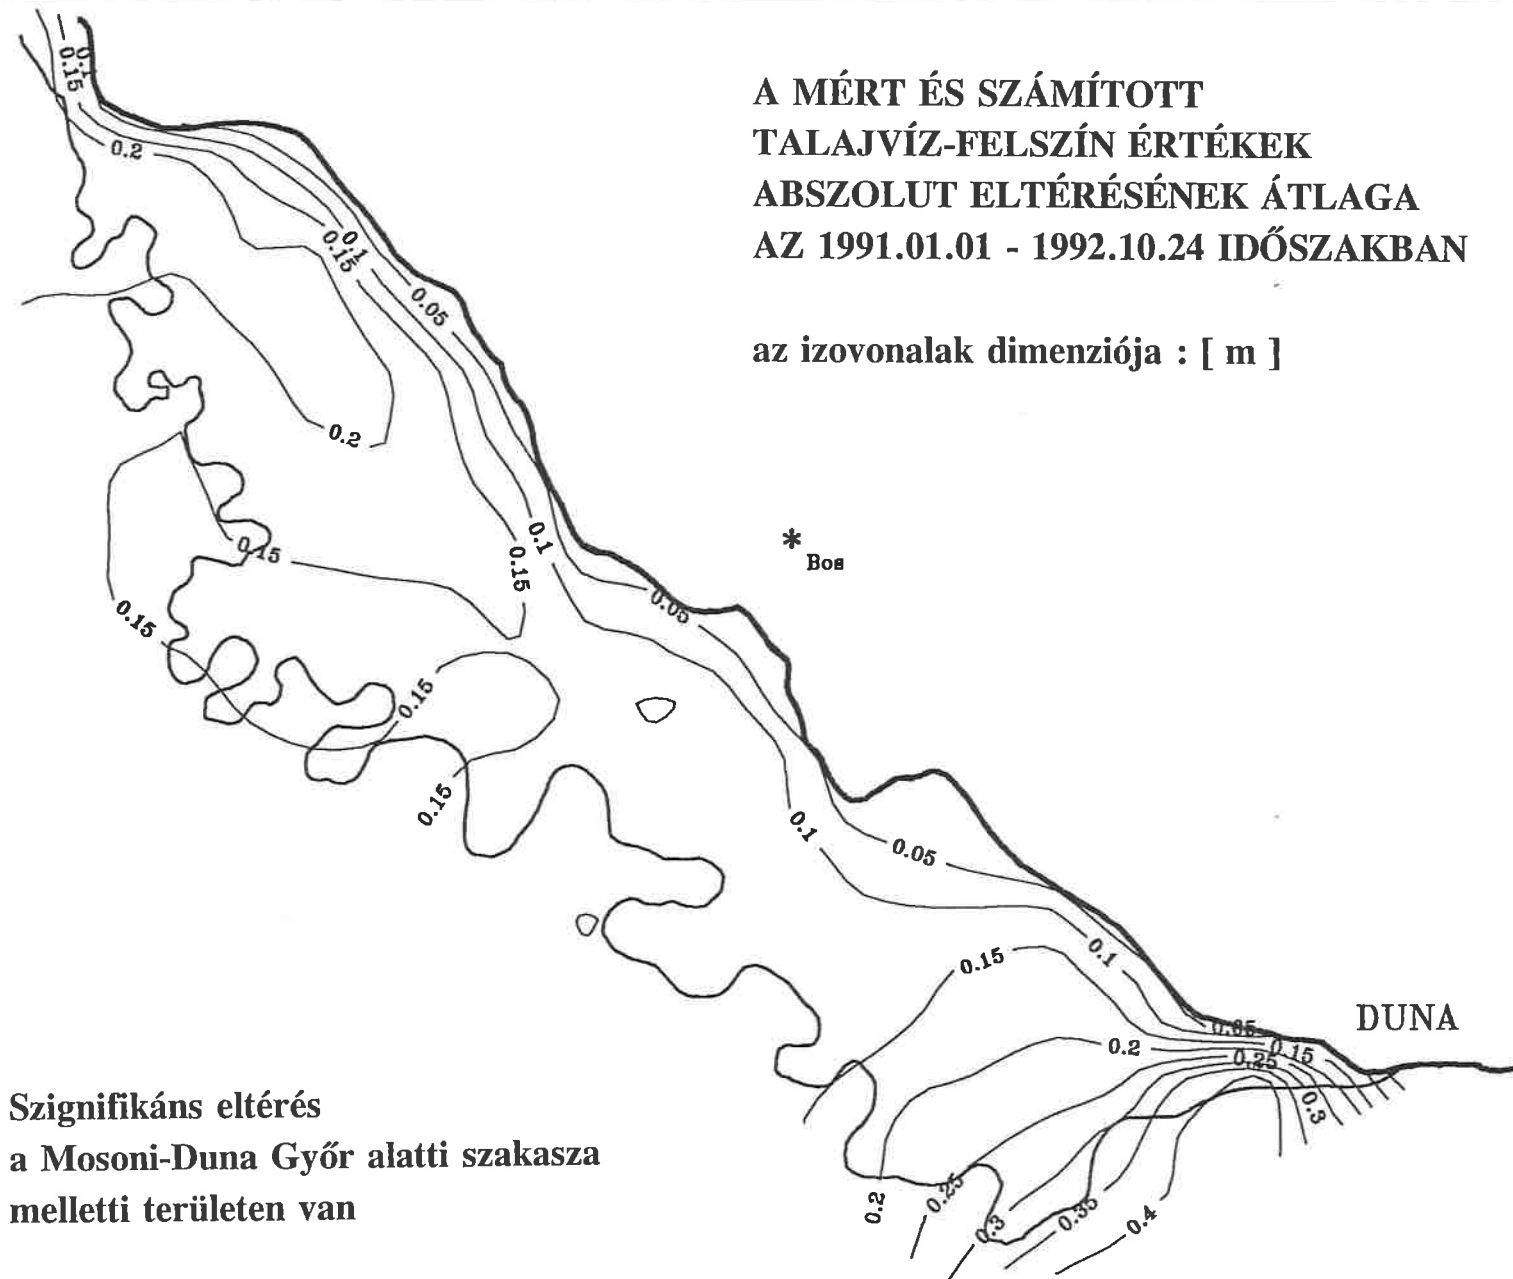 A MÉRT ÉS SZÁMÍTOTT
TALAJVÍZ-FELSZÍN ÉRTÉKEK
ABSZOLUT ELTÉRÉSÉNEK ÁTLAGA
AZ 1991.01.01 - 1992.10.24 IDŐSZAKBAN
az izovonalak dimenziója : [ m ]
0.1
0.15
0.2
0.1
0.15
0.05
0.2
0.1
0.15
0.15
0.15
0.05
* Bos
0.15
0.15
0.1
0.05
0.15
0.1
DUNA
0.05
0.15
0.2
0.25
0.3
0.2
0.25
0.3
0.35
0.4
Szignifikáns eltérés
a Mosoni-Duna Győr alatti szakasza
melletti területen van